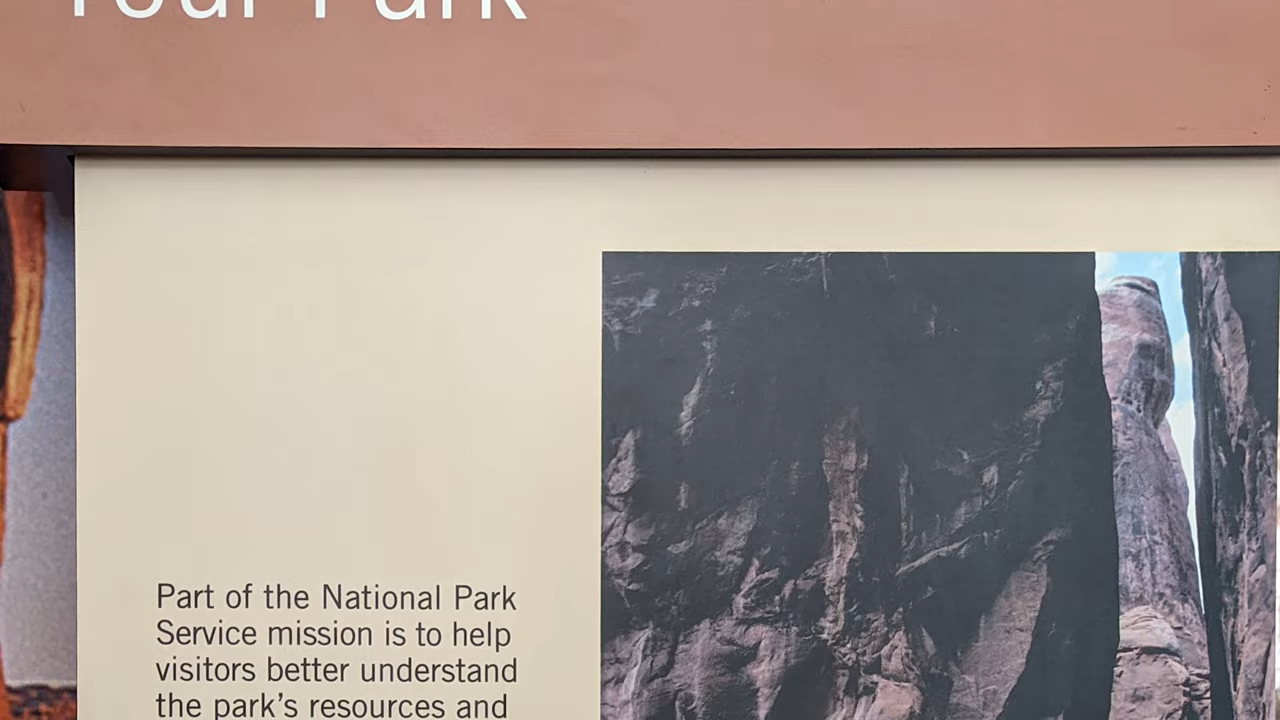 Your Park
Part of the National Park
Service mission is to help
visitors better understand
the park's resources and